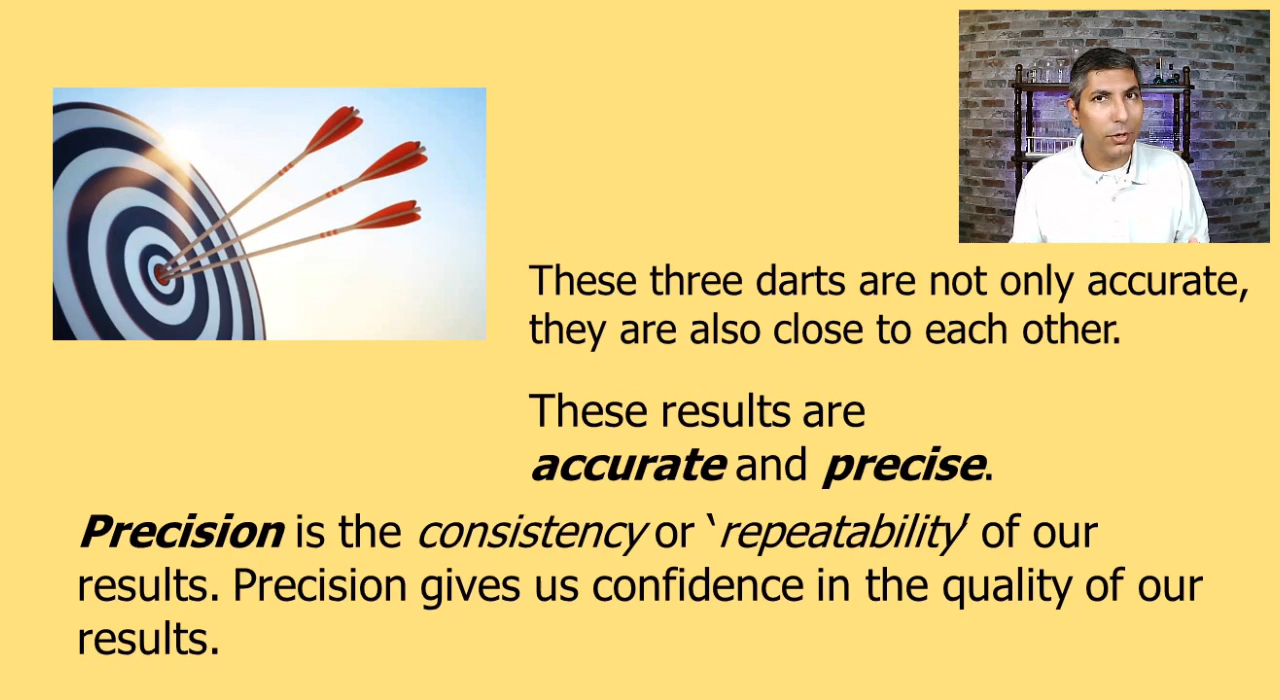 These three darts are not only accurate,
they are also close to each other.
These results are
accurate and precise.
Precision is the consistency or ‘repeatability’ of our
results. Precision gives us confidence in the quality of our
results.